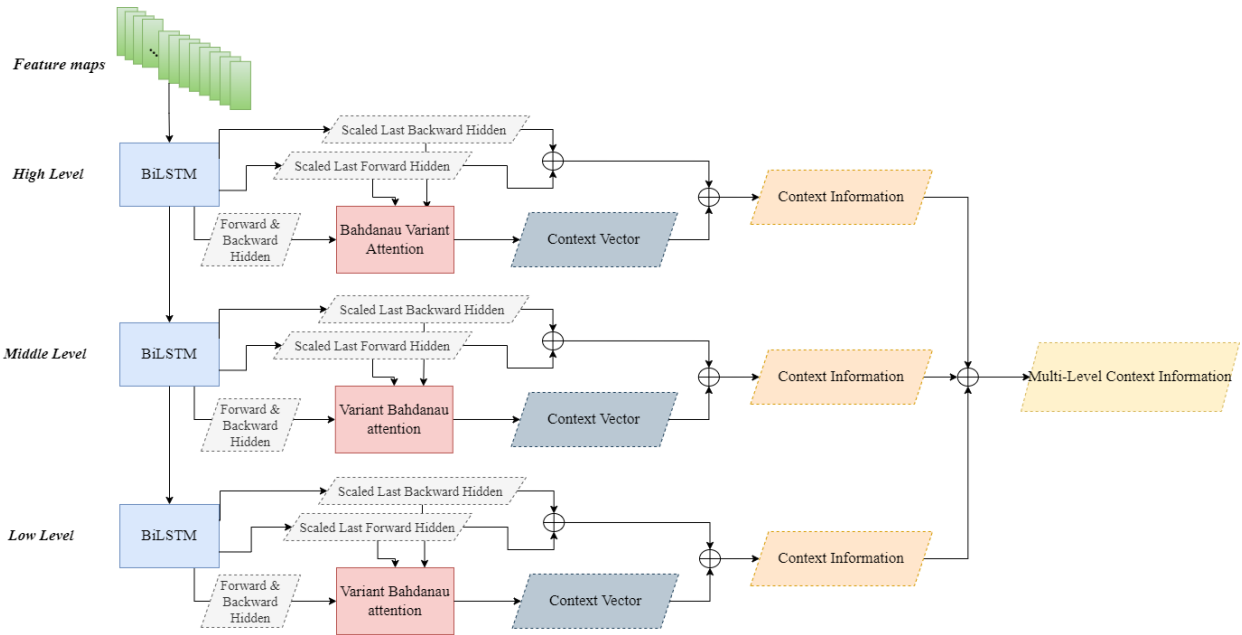 Feature maps
High Level
BiLSTM
Scaled Last Backward Hidden
Scaled Last Forward Hidden
Forward &
Backward
Hidden
Bahdanau Variant
Attention
Context Vector
Context Information
Middle Level
BiLSTM
Scaled Last Backward Hidden
Scaled Last Forward Hidden
Forward &
Backward
Hidden
Variant Bahdanau
attention
Context Vector
Context Information
Multi-Level Context Information
Low Level
BiLSTM
Scaled Last Backward Hidden
Scaled Last Forward Hidden
Forward &
Backward
Hidden
Variant Bahdanau
attention
Context Vector
Context Information